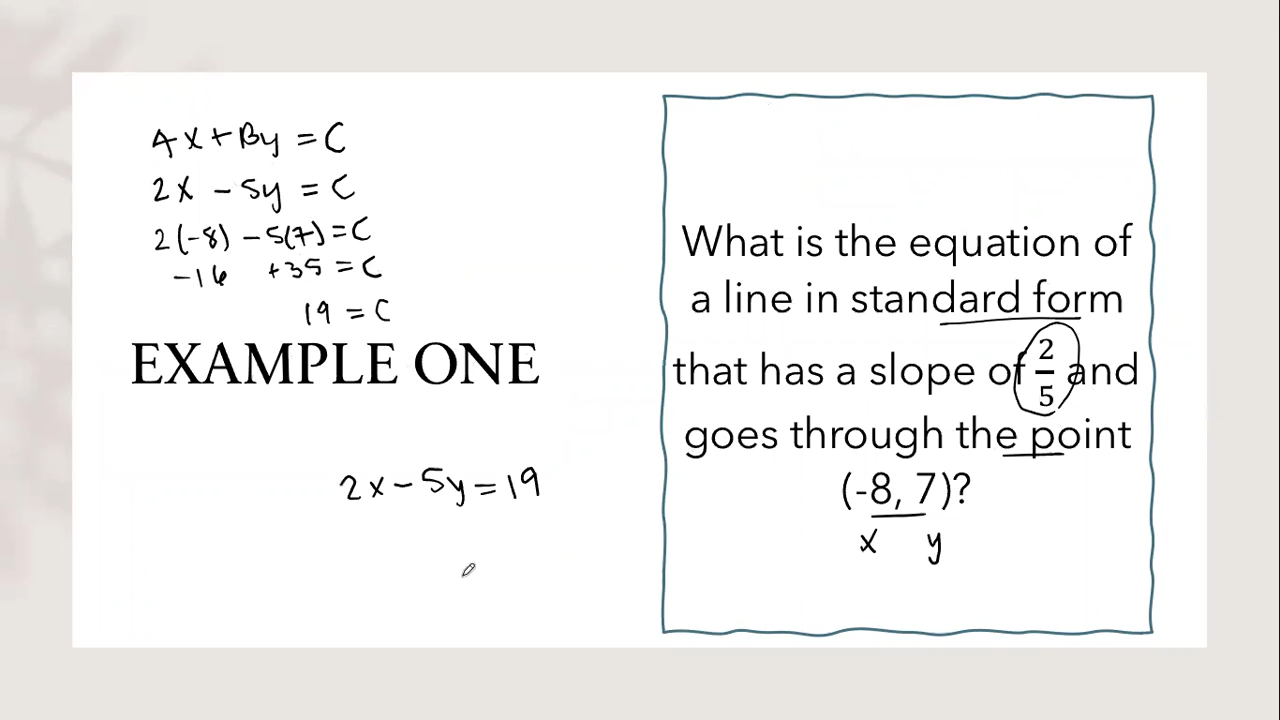 Ax + By = C
2x - 5y = C
2(-8) - 5(7) = C
-16 +35 = C
19 = C
EXAMPLE ONE
2x - 5y = 19
What is the equation of
a line in standard form
that has a slope of 2/5 and
goes through the point
(-8, 7)?
x y